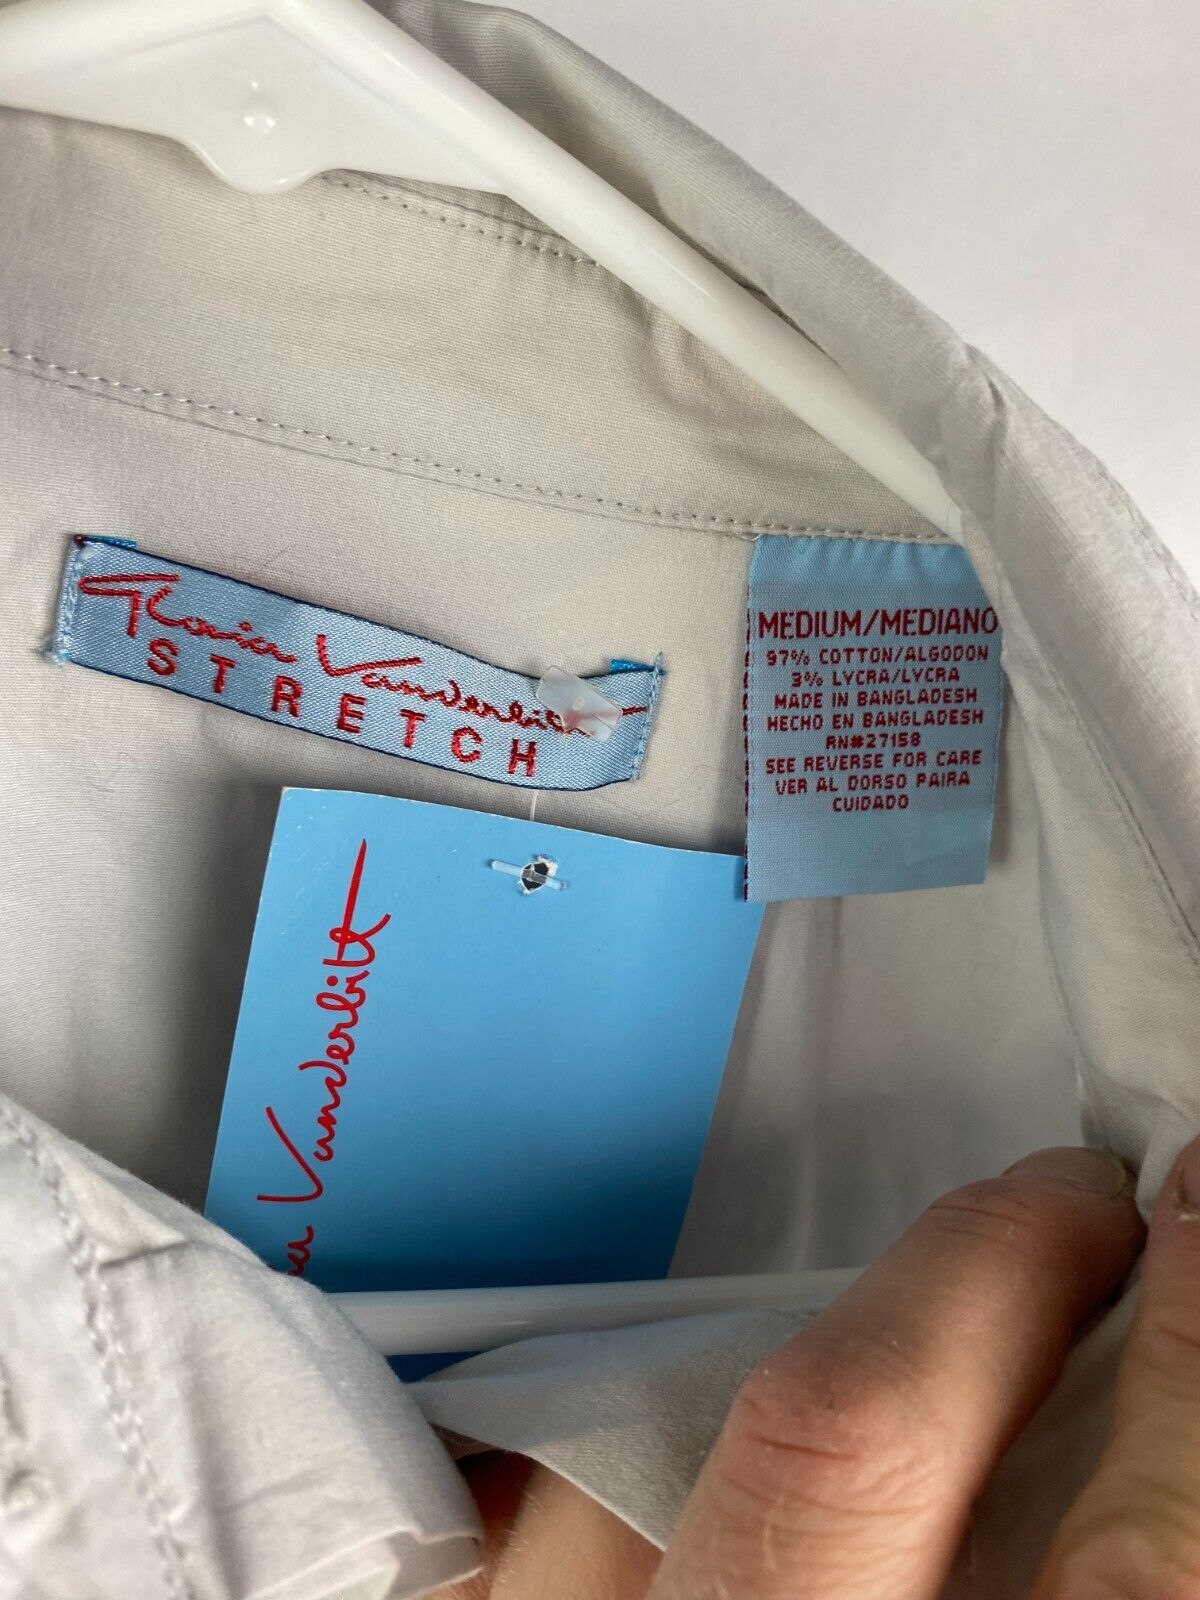 Gloria Vanderbilt
STRETCH
MEDIUM/MEDIANO
97% COTTON/ALGODON
3% LYCRA/LYCRA
MADE IN BANGLADESH
HECHO EN BANGLADESH
RN#27158
SEE REVERSE FOR CARE
VER AL DORSO PAIRA
CUIDADO
ia Vanderbilt